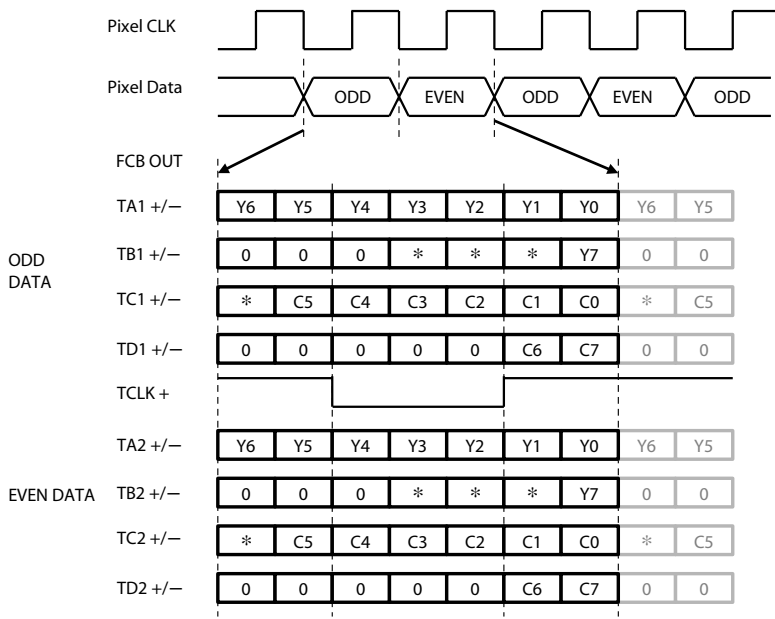 Pixel CLK
Pixel Data ODD EVEN ODD EVEN ODD
FCB OUT
TA1 +/− Y6 Y5 Y4 Y3 Y2 Y1 Y0 Y6 Y5
ODD DATA
TB1 +/− 0 0 0 * * * Y7 0 0
TC1 +/− * C5 C4 C3 C2 C1 C0 * C5
TD1 +/− 0 0 0 0 0 C6 C7 0 0
TCLK +
TA2 +/− Y6 Y5 Y4 Y3 Y2 Y1 Y0 Y6 Y5
EVEN DATA TB2 +/− 0 0 0 * * * Y7 0 0
TC2 +/− * C5 C4 C3 C2 C1 C0 * C5
TD2 +/− 0 0 0 0 0 C6 C7 0 0